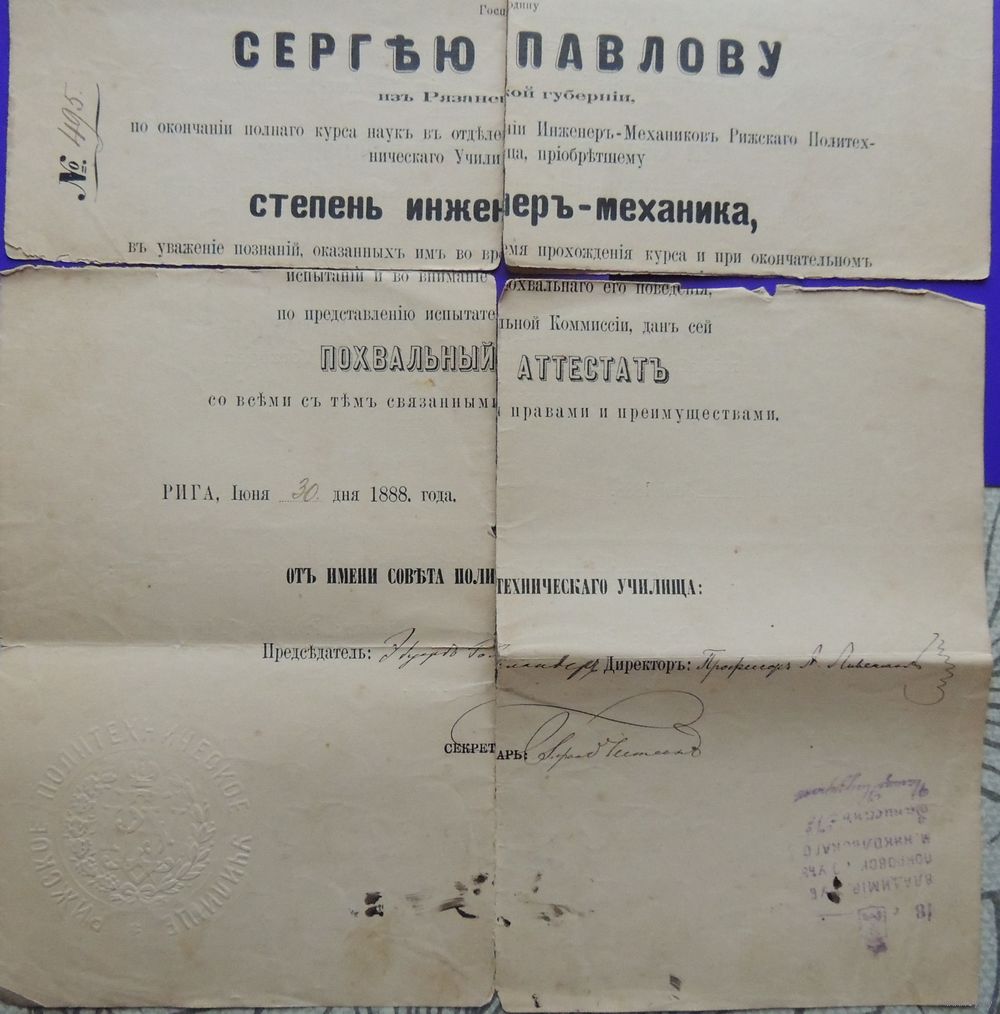 Господину
СЕРГѢЮ ПАВЛОВУ
изъ Рязанской губерніи,
№ 495.
по окончаніи полнаго курса наукъ въ отдѣленіи Инженеръ-Механиковъ Рижскаго Политех-
ническаго Училища, пріобрѣтшему
степень инженеръ-механика,
въ уваженіе познаній, оказанныхъ имъ во время прохожденія курса и при окончательномъ
испытаніи и во вниманіе похвальнаго его поведенія,
по представленію испытательной Коммиссіи, данъ сей
ПОХВАЛЬНЫЙ АТТЕСТАТЪ
со всѣми съ тѣмъ связанными правами и преимуществами.
РИГА, Іюня 30 дня 1888. года.
ОТЪ ИМЕНИ СОВѢТА ПОЛИТЕХНИЧЕСКАГО УЧИЛИЩА:
Предсѣдатель: Эдуардъ Директоръ: Профессоръ А
СЕКРЕТАРЬ:
РИЖСКОЕ ПОЛИТЕХНИЧЕСКОЕ УЧИЛИЩЕ